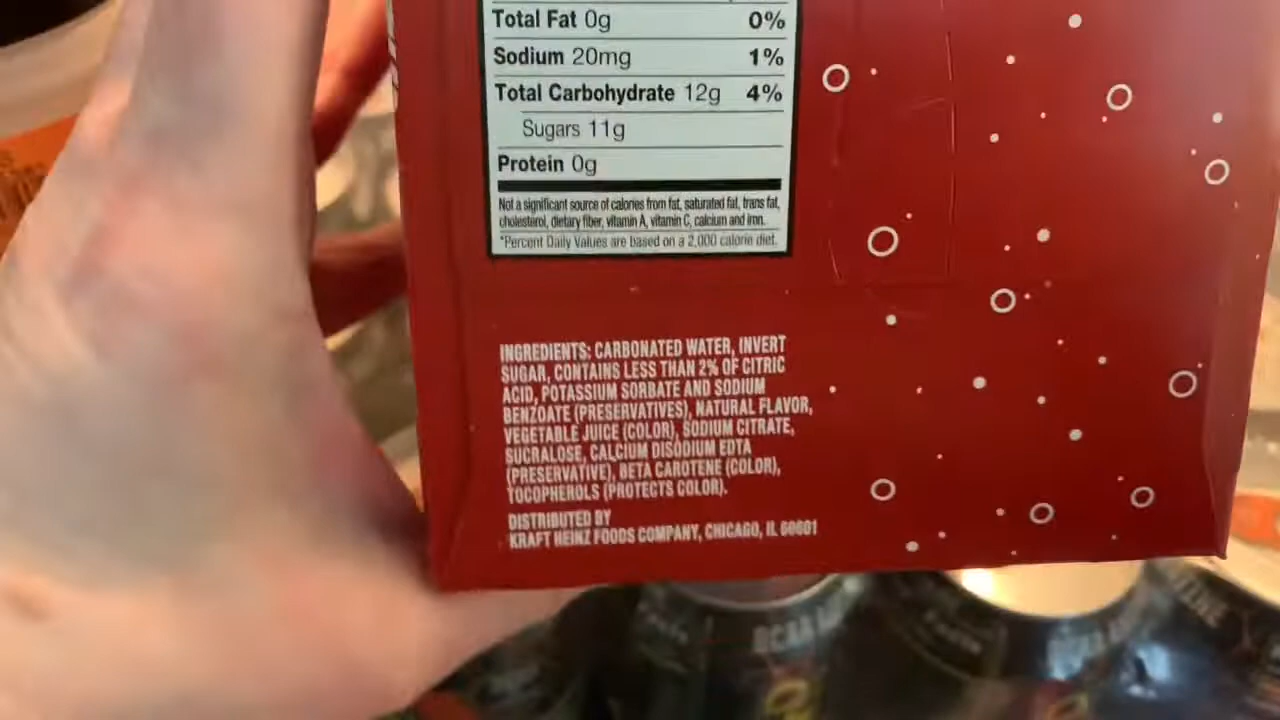 Total Fat 0g 0%
Sodium 20mg 1%
Total Carbohydrate 12g 4%
Sugars 11g
Protein 0g
Not a significant source of calories from fat, saturated fat, trans fat,
cholesterol, dietary fiber, vitamin A, vitamin C, calcium and iron.
*Percent Daily Values are based on a 2,000 calorie diet.
INGREDIENTS: CARBONATED WATER, INVERT
SUGAR, CONTAINS LESS THAN 2% OF CITRIC
ACID, POTASSIUM SORBATE AND SODIUM
BENZOATE (PRESERVATIVES), NATURAL FLAVOR,
VEGETABLE JUICE (COLOR), SODIUM CITRATE,
SUCRALOSE, CALCIUM DISODIUM EDTA
(PRESERVATIVE), BETA CAROTENE (COLOR),
TOCOPHEROLS (PROTECTS COLOR).
DISTRIBUTED BY
KRAFT HEINZ FOODS COMPANY, CHICAGO, IL 60601
BCAA